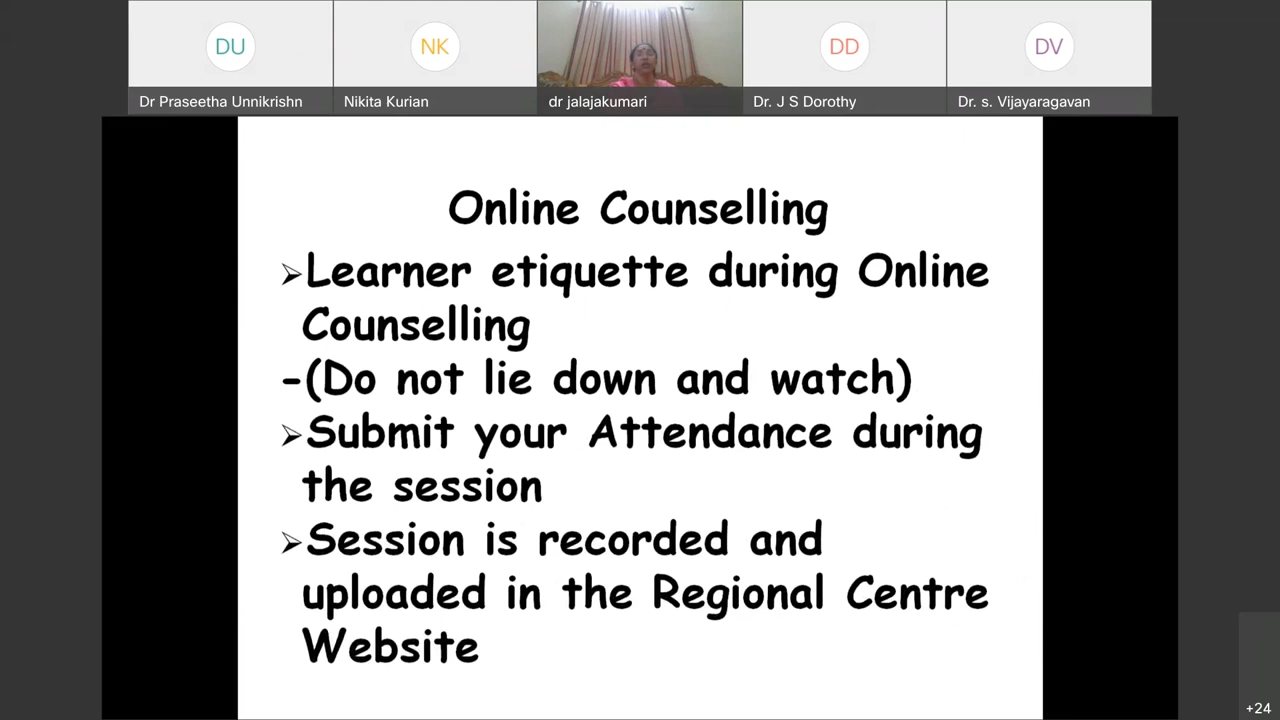 DU
NK
DD
DV
Dr Praseetha Unnikrishn
Nikita Kurian
dr jalajakumari
Dr. J S Dorothy
Dr. s. Vijayaragavan
Online Counselling
➢Learner etiquette during Online
Counselling
-(Do not lie down and watch)
➢Submit your Attendance during
the session
➢Session is recorded and
uploaded in the Regional Centre
Website
+24